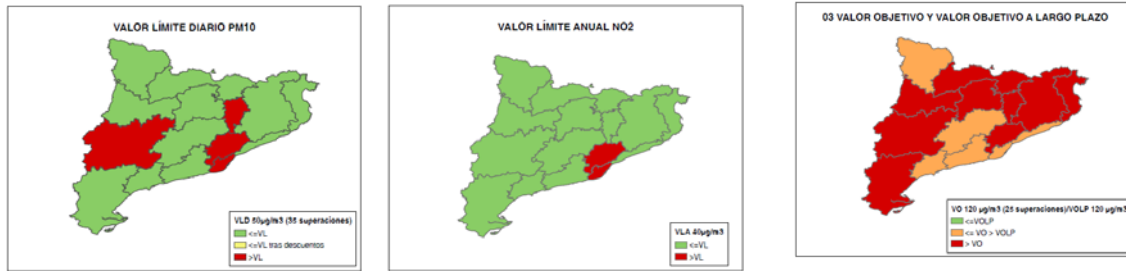 VALOR LÍMITE DIARIO PM10
VLD 50µg/m3 (35 superaciones)
<=VL
<=VL tras descuentos
>VL
VALOR LÍMITE ANUAL NO2
VLA 40µg/m3
<=VL
>VL
03 VALOR OBJETIVO Y VALOR OBJETIVO A LARGO PLAZO
VO 120 µg/m3 (25 superaciones)/VOLP 120 µg/m3
<=VOLP
<= VO > VOLP
> VO